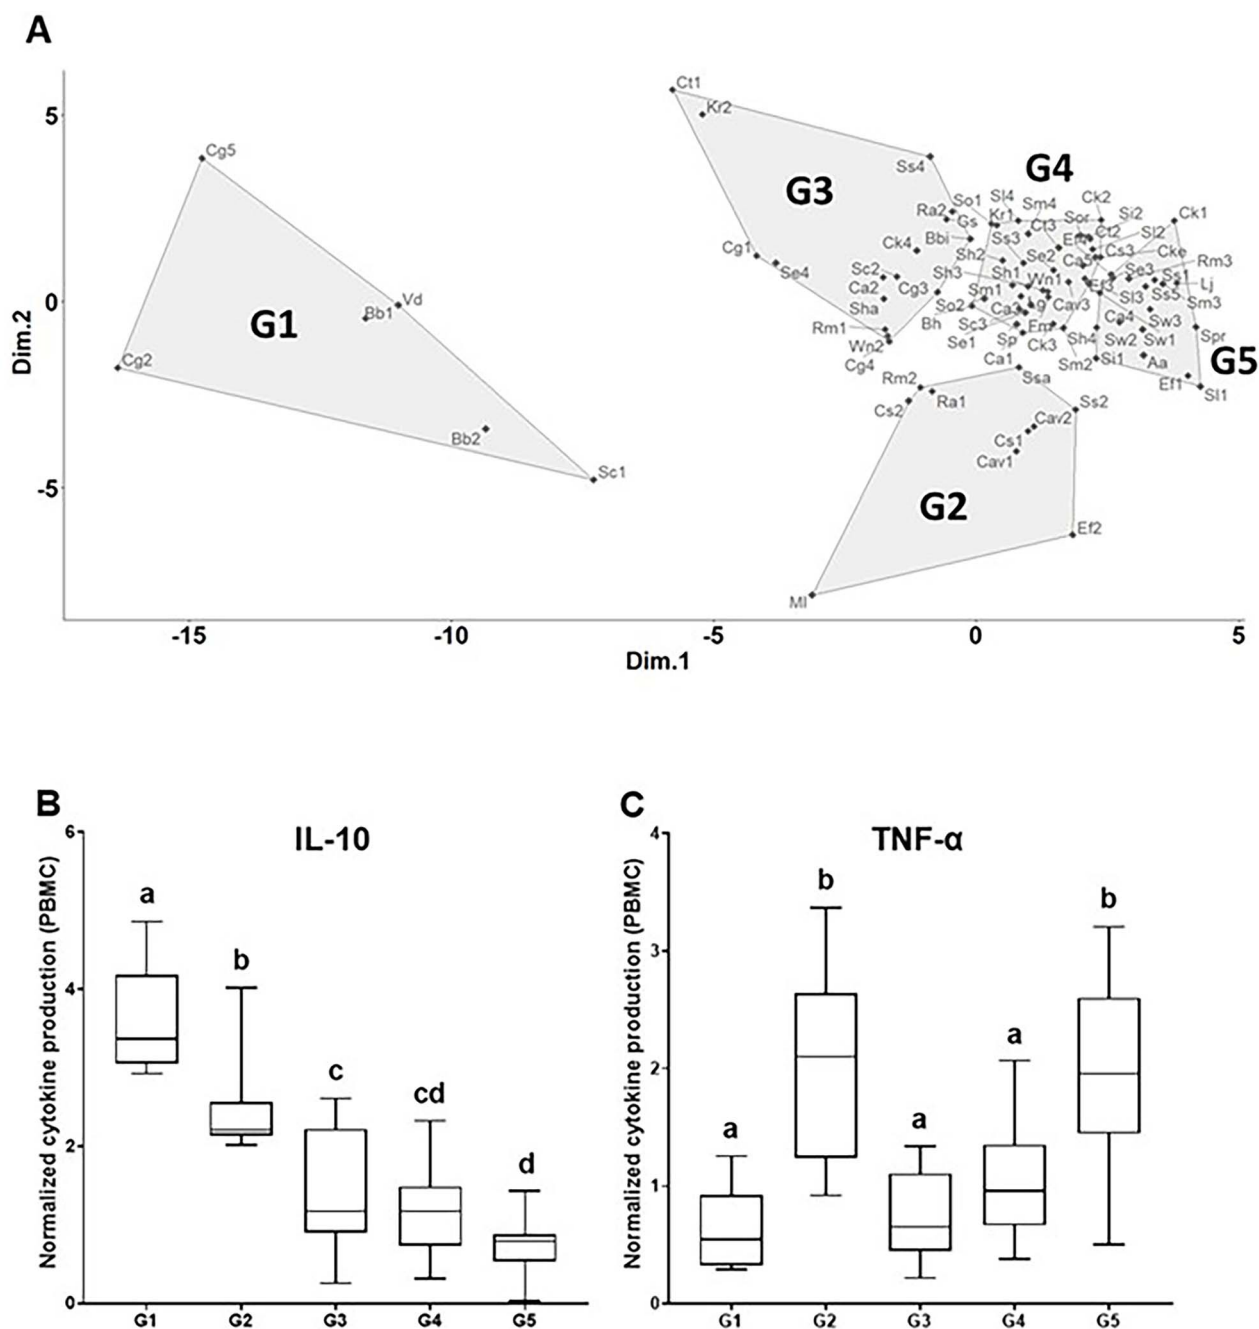 A
Ct1
Kr2
5
Cg5
Ss4
G3
G4
So1
Sl4
Sm4
Ck2
Ra2
Gs
Kr1
Ct3
Sor
Si2
Ck1
Bbi
Ss3
Ct2
Sl2
Cg1
Ck4
Sh2
Se2
Cs3
Cke
Se4
Sc2
Sh3
Sh1
Wn1
Ca5
Se3
Ss1
Rm3
Ca2
Cg3
Sm1
Ef3
Lj
0
Vd
Bb1
Sha
So2
Ca3
Lg
Cav3
Sl3
Ss5
Sm3
G1
Rm1
Bh
Sc3
Em
Ca4
Sw3
Spr
Wn2
Se1
Sp
Ck3
Sh4
Sw2
Sw1
Cg2
Cg4
Ca1
Sm2
Si1
Aa
G5
Rm2
Ssa
Ef1
Sl1
Cs2
Ra1
Ss2
Cav2
Bb2
Cs1
Sc1
Cav1
-5
G2
Ef2
Ml
Dim.2
-15
-10
-5
0
5
Dim.1
B
IL-10
Normalized cytokine production (PBMC)
6
4
2
0
a
b
c
cd
d
G1 G2 G3 G4 G5
C
TNF-α
Normalized cytokine production (PBMC)
4
3
2
1
0
a
b
a
a
b
G1 G2 G3 G4 G5